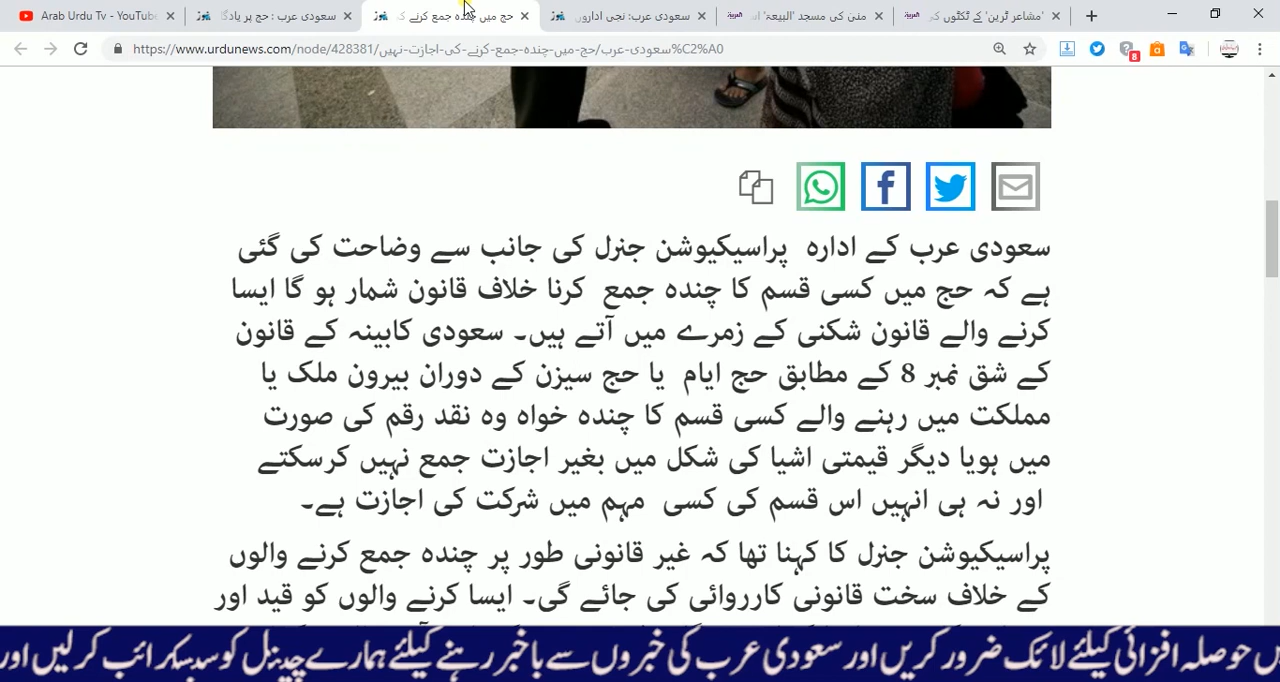 Arab Urdu Tv - YouTube
سعودی عرب : حج پر یادگا
حج میں چندہ جمع کرنے ک
سعودی عرب: نجی اداروں
منیٰ کی مسجد 'البیعۃ' ا
'مشاعر ٹرین' کے ٹکٹوں ک
https://www.urdunews.com/node/428381/سعودی-عرب/حج-میں-چندہ-جمع-کرنے-کی-اجازت-نہیں%C2%A0
8
سعودی عرب کے ادارہ پراسیکیوشن جنرل کی جانب سے وضاحت کی گئی
ہے کہ حج میں کسی قسم کا چندہ جمع کرنا خلاف قانون شمار ہو گا ایسا
کرنے والے قانون شکنی کے زمرے میں آتے ہیں۔ سعودی کابینہ کے قانون
کے شق نمبر 8 کے مطابق حج ایام یا حج سیزن کے دوران بیرون ملک یا
مملکت میں رہنے والے کسی قسم کا چندہ خواہ وہ نقد رقم کی صورت
میں ہویا دیگر قیمتی اشیا کی شکل میں بغیر اجازت جمع نہیں کرسکتے
اور نہ ہی انہیں اس قسم کی کسی مہم میں شرکت کی اجازت ہے۔
پراسیکیوشن جنرل کا کہنا تھا کہ غیر قانونی طور پر چندہ جمع کرنے والوں
کے خلاف سخت قانونی کارروائی کی جائے گی۔ ایسا کرنے والوں کو قید اور
حوصلہ افزائی کیلئے لائک ضرور کریں اور سعودی عرب کی خبروں سے باخبر رہنے کیلئے ہمارے چینل کو سبسکرائب کر لیں اور